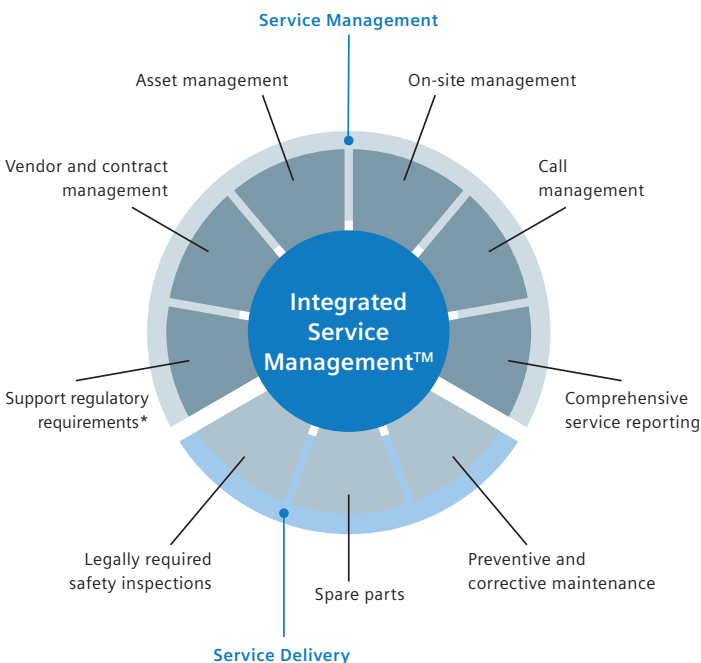 Service Management
Asset management
On-site management
Vendor and contract
management
Call
management
Integrated
Service
Management™
Support regulatory
requirements*
Comprehensive
service reporting
Legally required
safety inspections
Spare parts
Preventive and
corrective maintenance
Service Delivery